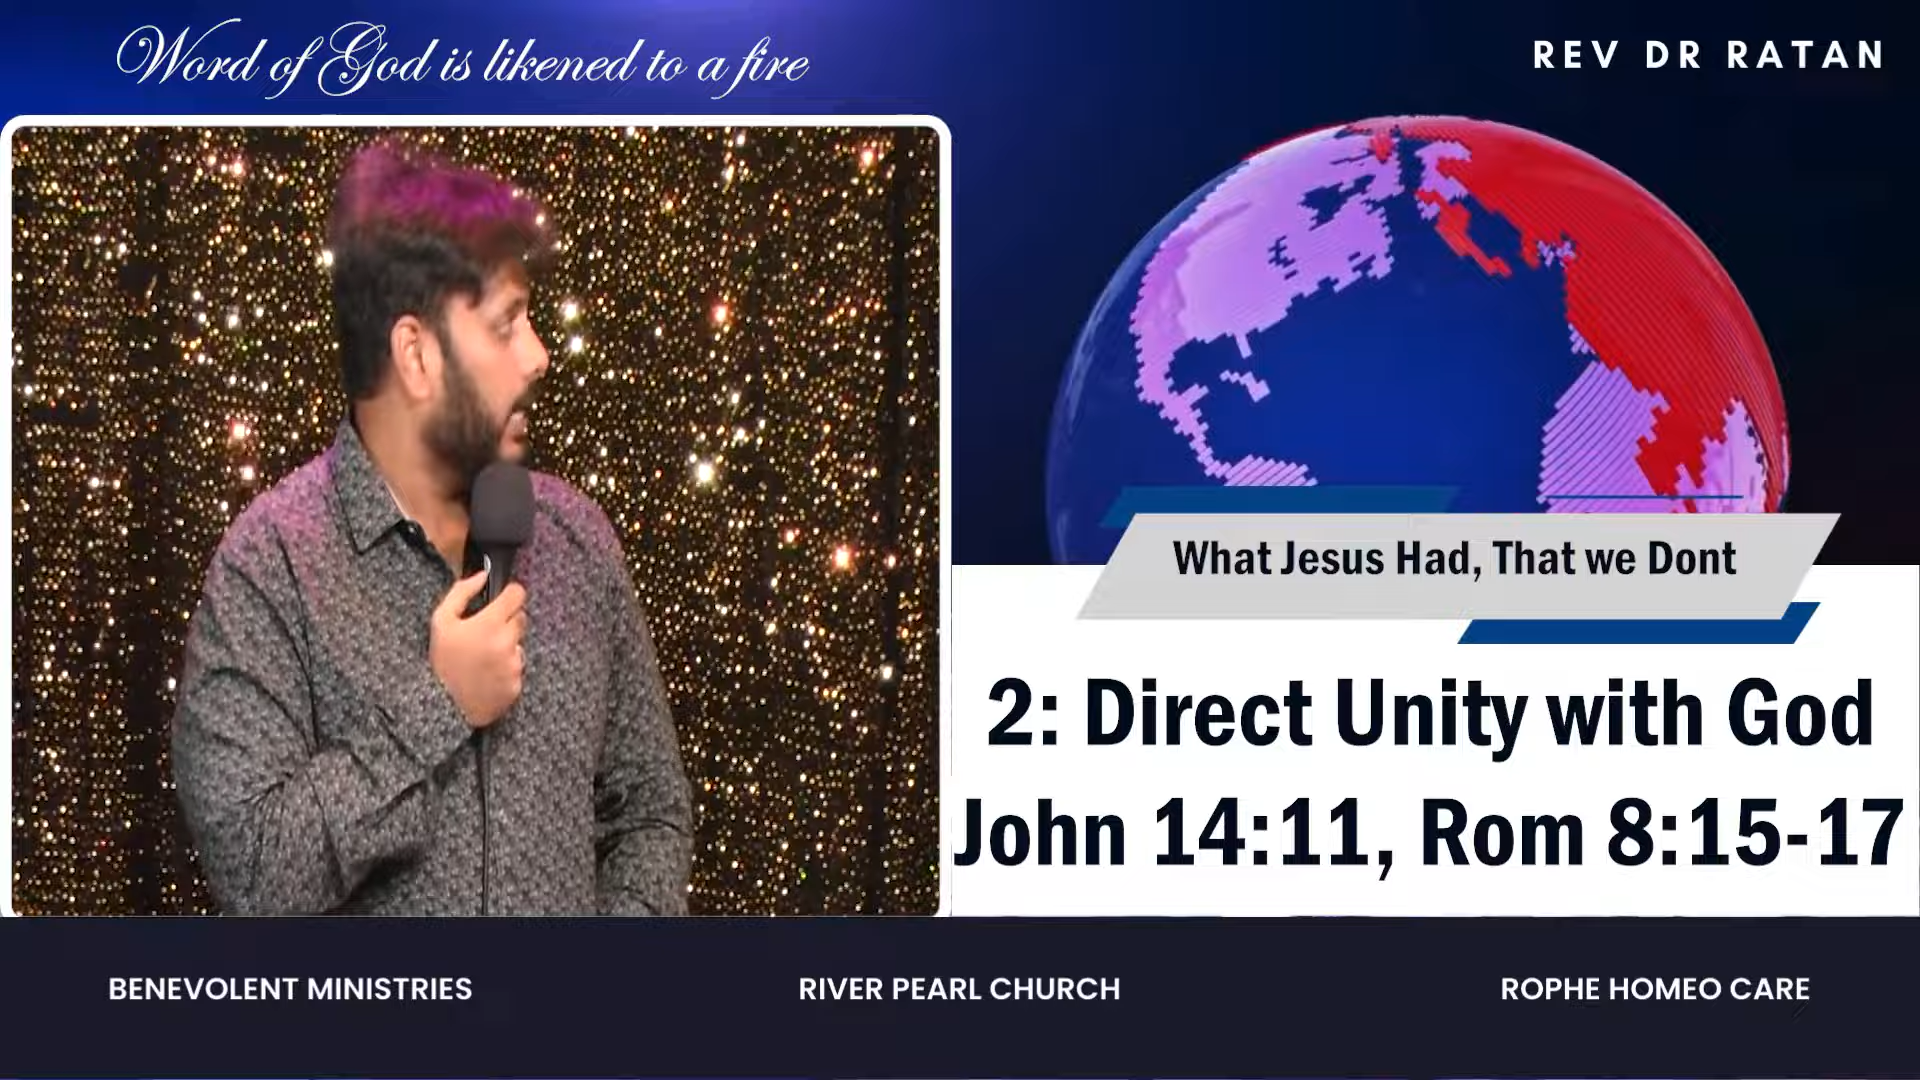 Word of God is likened to a fire
REV DR RATAN
What Jesus Had, That we Dont
2: Direct Unity with God
John 14:11, Rom 8:15-17
BENEVOLENT MINISTRIES
RIVER PEARL CHURCH
ROPHE HOMEO CARE